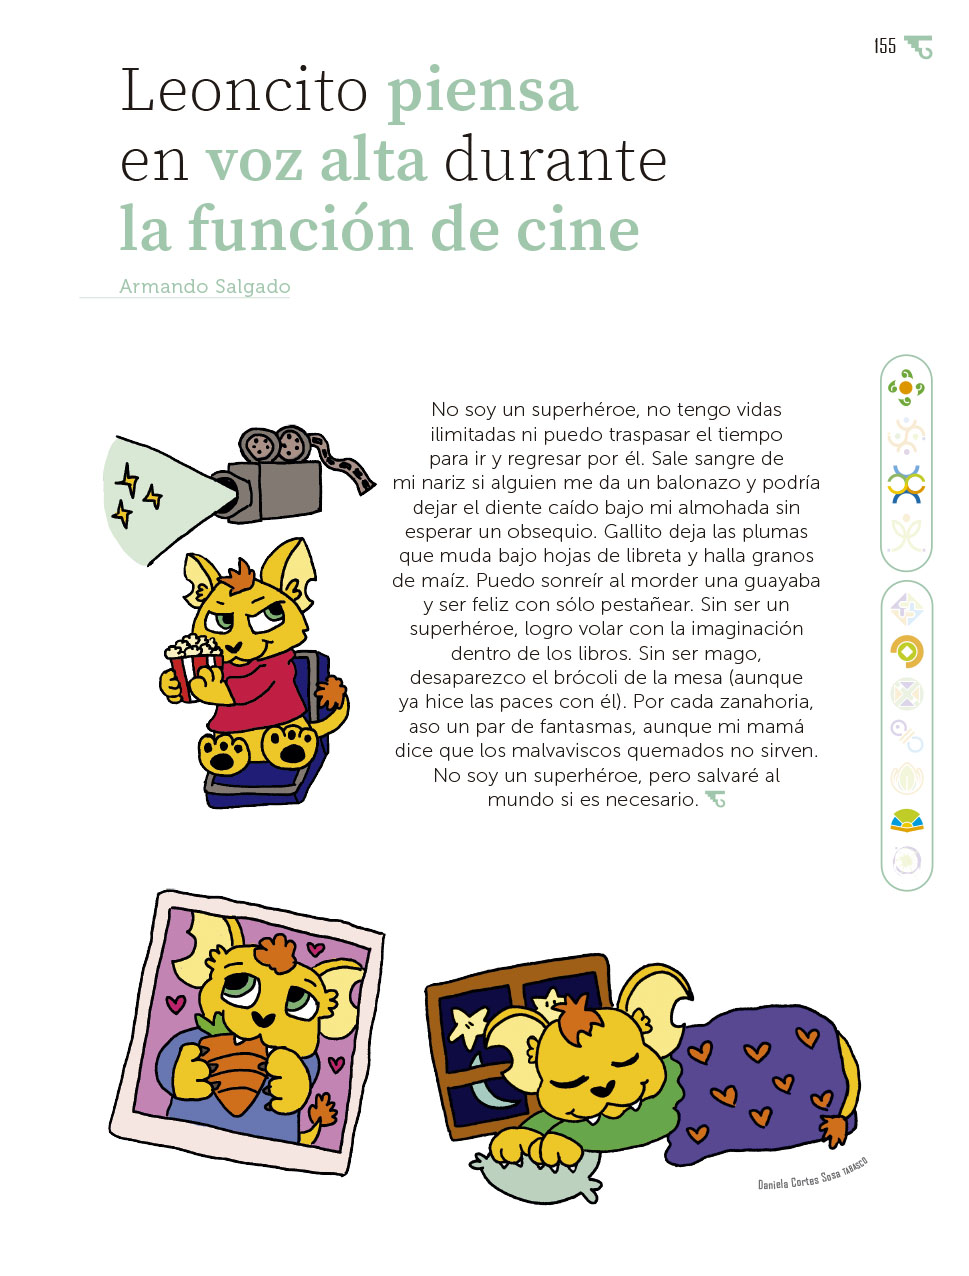 155
Leoncito piensa
en voz alta durante
la función de cine
Armando Salgado
No soy un superhéroe, no tengo vidas
ilimitadas ni puedo traspasar el tiempo
para ir y regresar por él. Sale sangre de
mi nariz si alguien me da un balonazo y podría
dejar el diente caído bajo mi almohada sin
esperar un obsequio. Gallito deja las plumas
que muda bajo hojas de libreta y halla granos
de maíz. Puedo sonreír al morder una guayaba
y ser feliz con sólo pestañear. Sin ser un
superhéroe, logro volar con la imaginación
dentro de los libros. Sin ser mago,
desaparezco el brócoli de la mesa (aunque
ya hice las paces con él). Por cada zanahoria,
aso un par de fantasmas, aunque mi mamá
dice que los malvaviscos quemados no sirven.
No soy un superhéroe, pero salvaré al
mundo si es necesario.
Daniela Cortes Sosa TABASCO